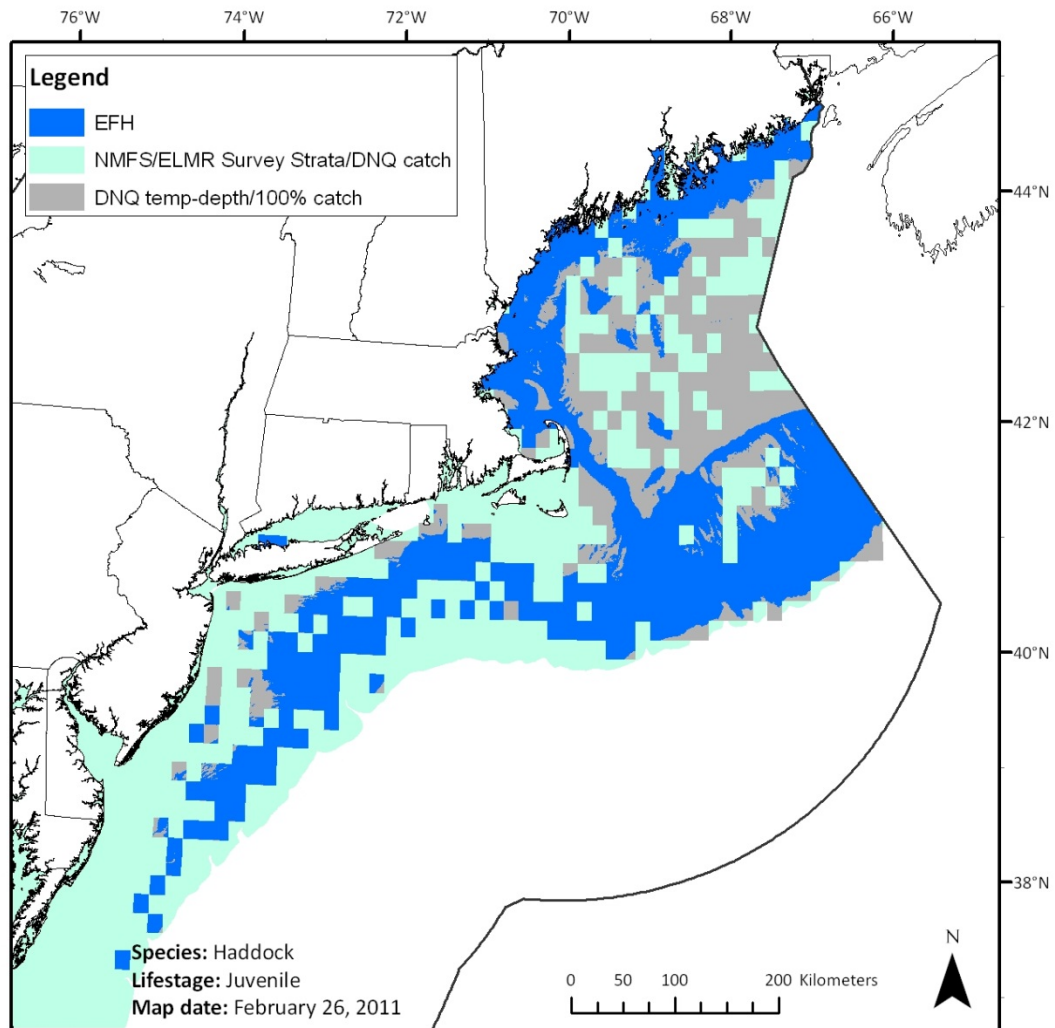 76°W 74°W 72°W 70°W 68°W 66°W
Legend
EFH
NMFS/ELMR Survey Strata/DNQ catch
DNQ temp-depth/100% catch
44°N
42°N
40°N
38°N
Species: Haddock
Lifestage: Juvenile
Map date: February 26, 2011
0 50 100 200 Kilometers
N